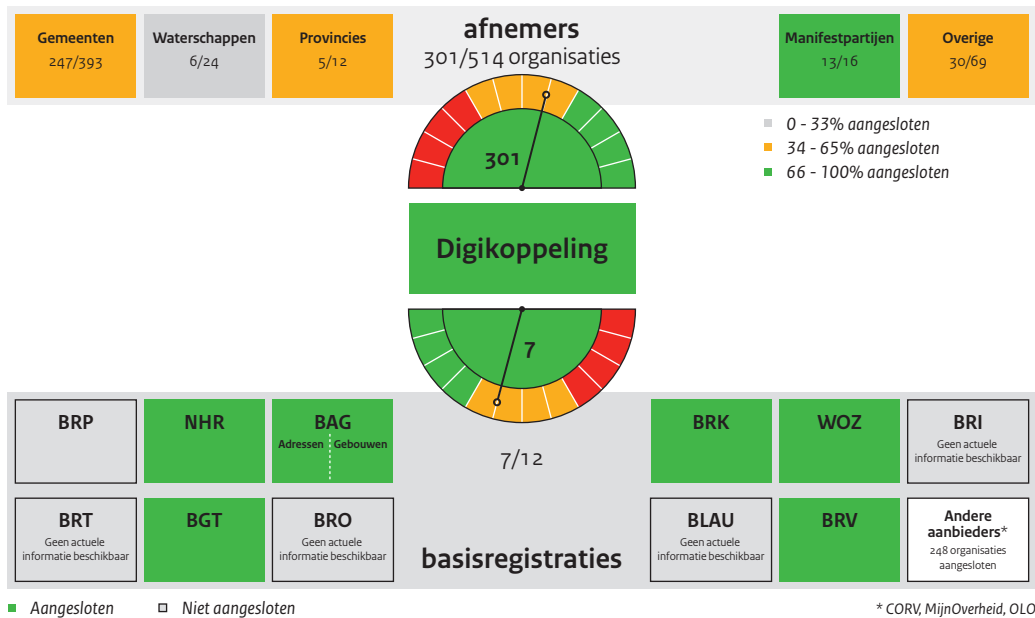 Gemeenten
247/393
Waterschappen
6/24
Provincies
5/12
afnemers
301/514 organisaties
Manifestpartijen
13/16
Overige
30/69
0 - 33% aangesloten
34 - 65% aangesloten
66 - 100% aangesloten
301
Digikoppeling
7
7/12
BRP
NHR
BAG
Adressen
Gebouwen
BRK
WOZ
BRI
Geen actuele
informatie beschikbaar
BRT
Geen actuele
informatie beschikbaar
BGT
BRO
Geen actuele
informatie beschikbaar
basisregistraties
BLAU
Geen actuele
informatie beschikbaar
BRV
Andere
aanbieders*
248 organisaties
aangesloten
Aangesloten
Niet aangesloten
* CORV, MijnOverheid, OLO